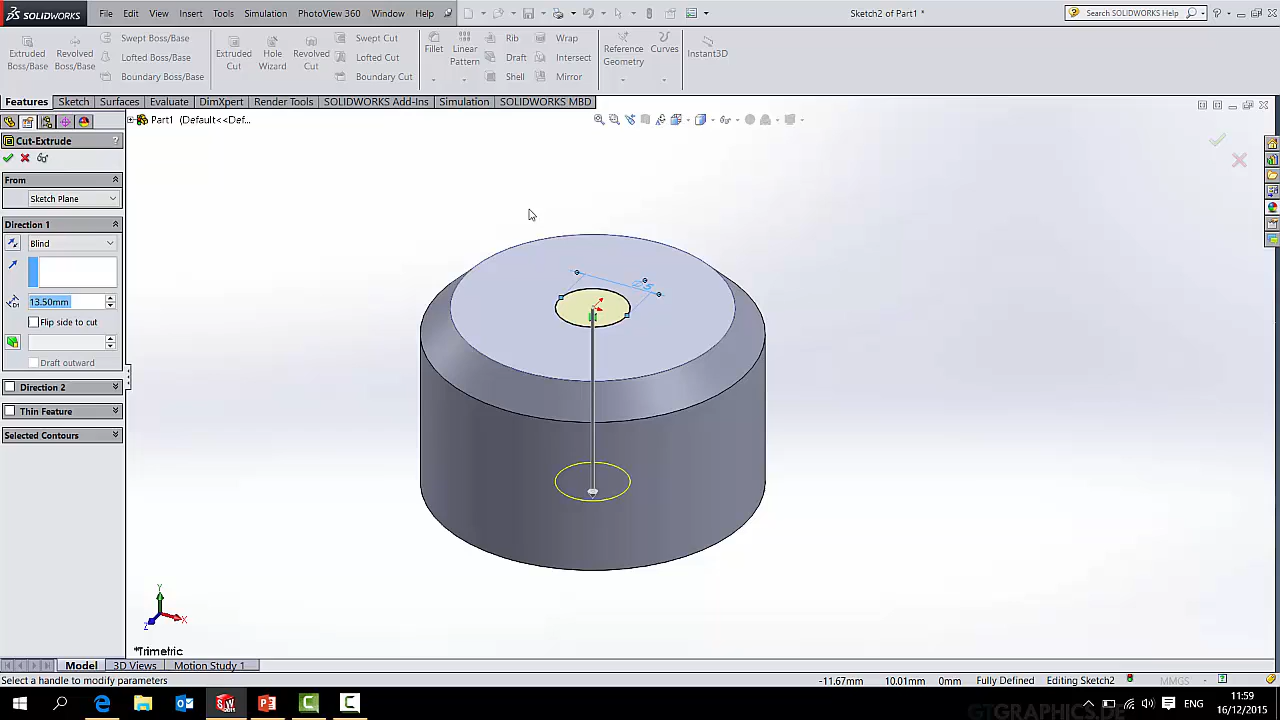 SOLIDWORKS File Edit View Insert Tools Simulation PhotoView 360 Window Help Sketch2 of Part1 * Search SOLIDWORKS Help
Extruded Boss/Base
Revolved Boss/Base
Swept Boss/Base
Lofted Boss/Base
Boundary Boss/Base
Extruded Cut
Hole Wizard
Revolved Cut
Swept Cut
Lofted Cut
Boundary Cut
Fillet
Linear Pattern
Rib
Draft
Shell
Wrap
Intersect
Mirror
Reference Geometry
Curves
Instant3D
Features Sketch Surfaces Evaluate DimXpert Render Tools SOLIDWORKS Add-Ins Simulation SOLIDWORKS MBD
Part1 (Default<<Def...
Cut-Extrude ?
From
Sketch Plane
Direction 1
Blind
13.50mm
Flip side to cut
Draft outward
Direction 2
Thin Feature
Selected Contours
Y
X
Z
*Trimetric
Model 3D Views Motion Study 1
Select a handle to modify parameters -11.67mm 10.01mm 0mm Fully Defined Editing Sketch2 MMGS
ENG
11:59
16/12/2015
GTGRAPHICS.DE